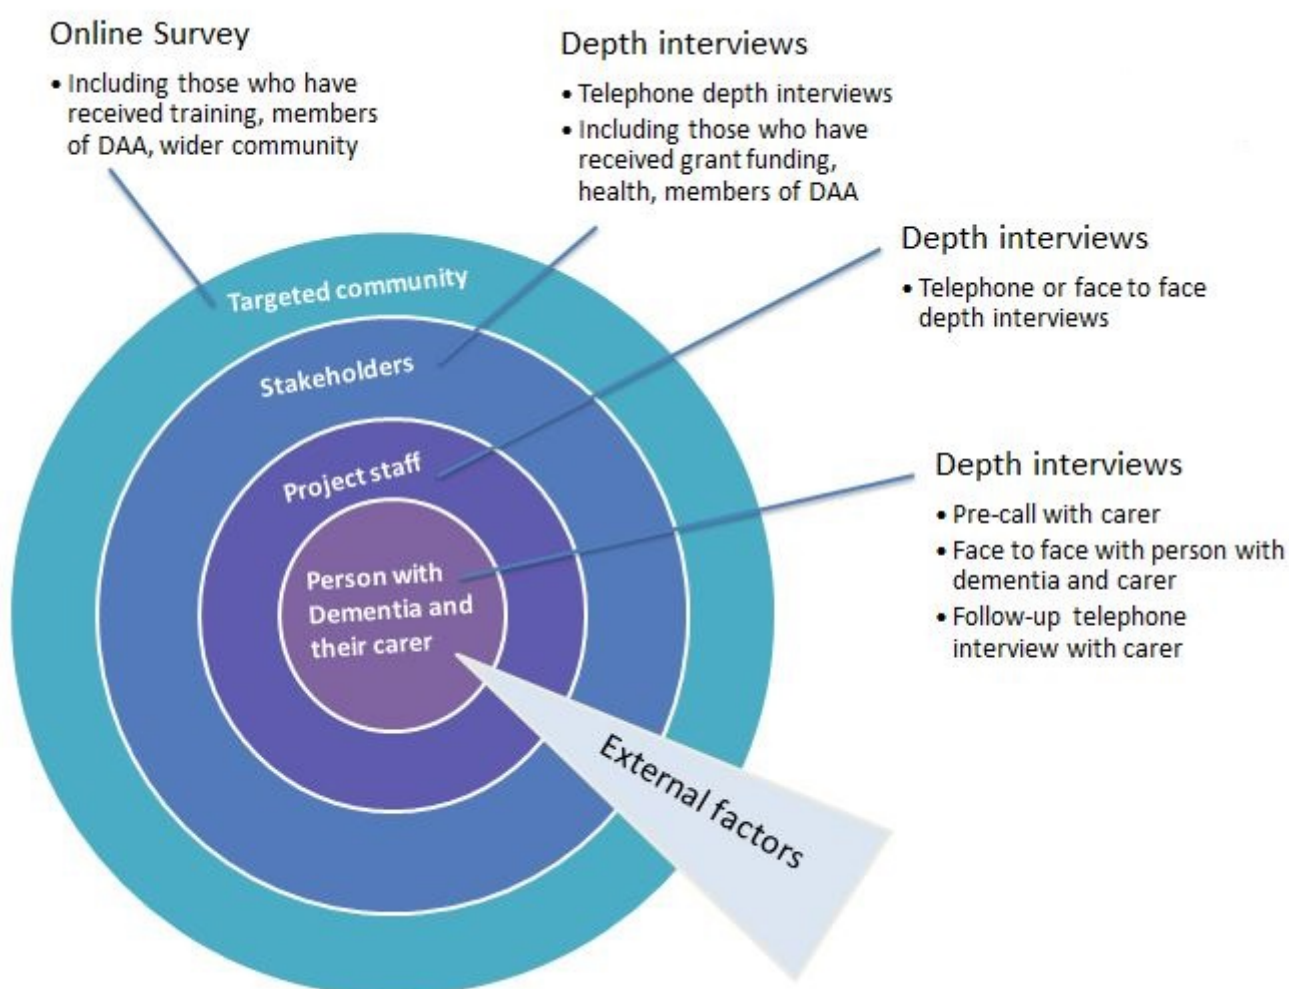 Online Survey
• Including those who have
received training, members
of DAA, wider community
Depth interviews
• Telephone depth interviews
• Including those who have
received grant funding,
health, members of DAA
Depth interviews
• Telephone or face to face
depth interviews
Depth interviews
• Pre-call with carer
• Face to face with person with
dementia and carer
• Follow-up telephone
interview with carer
Targeted community
Stakeholders
Project staff
Person with
Dementia and
their carer
External factors